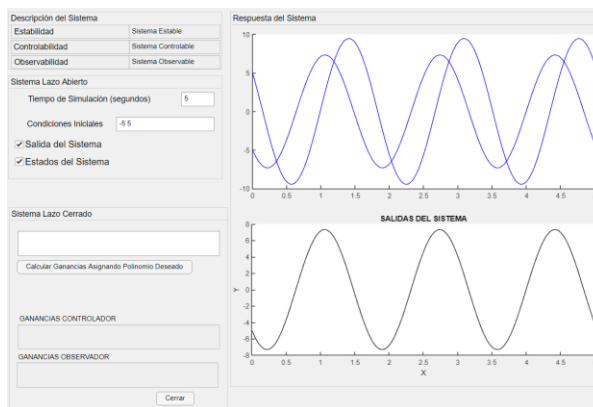 Descripción del Sistema
Estabilidad Sistema Estable
Controlabilidad Sistema Controlable
Observabilidad Sistema Observable
Sistema Lazo Abierto
Tiempo de Simulación (segundos) 5
Condiciones Iniciales -5 5
Salida del Sistema
Estados del Sistema
Sistema Lazo Cerrado
Calcular Ganancias Asignando Polinomio Deseado
GANANCIAS CONTROLADOR
GANANCIAS OBSERVADOR
Cerrar
Respuesta del Sistema
10
5
0
-5
-10
0 0.5 1 1.5 2 2.5 3 3.5 4 4.5
SALIDAS DEL SISTEMA
8
6
4
2
0
-2
-4
-6
-8
Y
0 0.5 1 1.5 2 2.5 3 3.5 4 4.5
X